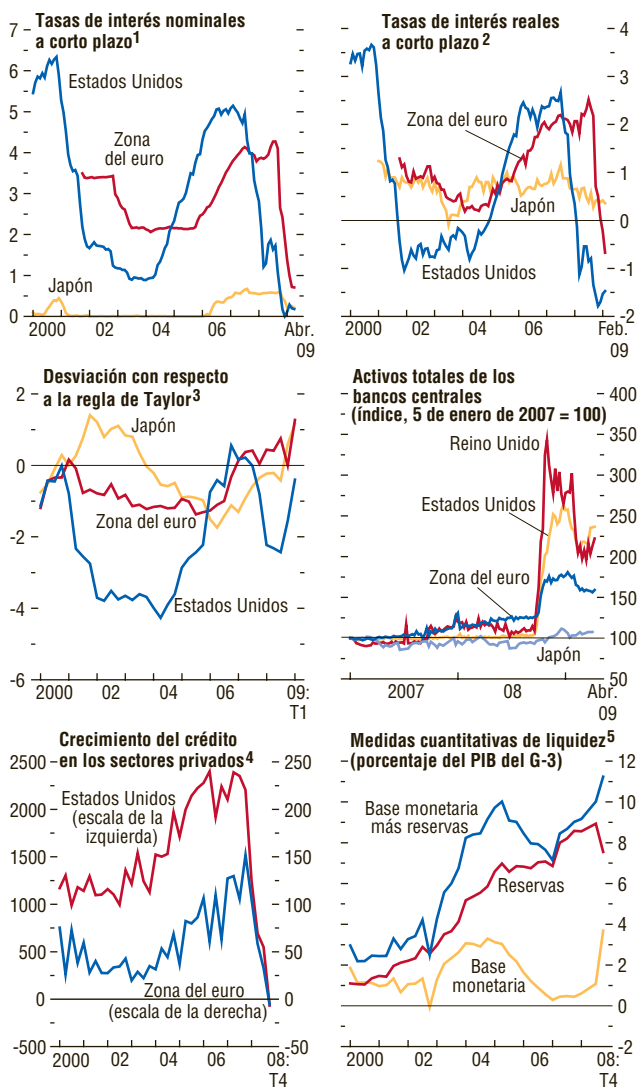 Tasas de interés nominales
a corto plazo1
7
6
5
4
3
2
1
0
Estados Unidos
Zona
del euro
Japón
2000 02 04 06 Abr.
09
Tasas de interés reales
a corto plazo2
4
3
2
1
0
-1
-2
Zona del euro
Japón
Estados Unidos
2000 02 04 06 Feb.
09
Desviación con respecto
a la regla de Taylor3
2
0
-2
-4
-6
Japón
Zona del euro
Estados Unidos
2000 02 04 06 09:
T1
Activos totales de los
bancos centrales
(índice, 5 de enero de 2007 = 100)
400
350
300
250
200
150
100
50
Reino Unido
Estados Unidos
Zona del euro
Japón
2007 08 Abr.
09
Crecimiento del crédito
en los sectores privados4
2500
2000
1500
1000
500
0
-500
250
200
150
100
50
0
-50
Estados Unidos
(escala de la
izquierda)
Zona del euro
(escala de la derecha)
2000 02 04 06 08:
T4
Medidas cuantitativas de liquidez5
(porcentaje del PIB del G-3)
12
10
8
6
4
2
0
-2
Base monetaria
más reservas
Reservas
Base
monetaria
2000 02 04 06 08:
T4